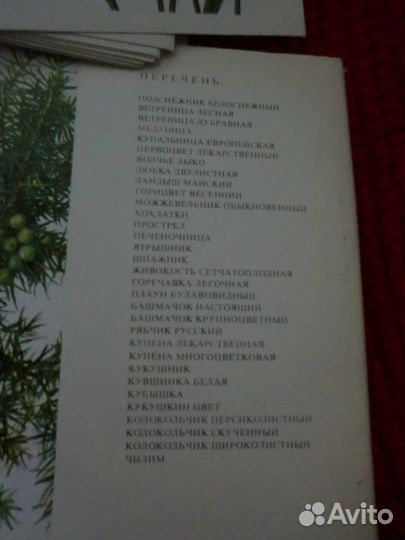 ПЕРЕЧЕНЬ
ПОДСНЕЖНИК БЕЛОСНЕЖНЫЙ
ВЕТРЕНИЦА ЛЕСНАЯ
ВЕТРЕНИЦА ДУБРАВНАЯ
МЕДУНИЦА
КУПАЛЬНИЦА ЕВРОПЕЙСКАЯ
ПЕРВОЦВЕТ ЛЕКАРСТВЕННЫЙ
ВОЛЧЬЕ ЛЫКО
ЛЮБКА ДВУЛИСТНАЯ
ЛАНДЫШ МАЙСКИЙ
ГОРИЦВЕТ ВЕСЕННИЙ
МОЖЖЕВЕЛЬНИК ОБЫКНОВЕННЫЙ
ХОХЛАТКИ
ПРОСТРЕЛ
ПЕЧЕНОЧНИЦА
ЯТРЫШНИК
ШПАЖНИК
ЖИВОКОСТЬ СЕТЧАТОПЛОДНАЯ
ГОРЕЧАВКА ЛЕГОЧНАЯ
ПЛАУН БУЛАВОВИДНЫЙ
БАШМАЧОК НАСТОЯЩИЙ
БАШМАЧОК КРУПНОЦВЕТНЫЙ
РЯБЧИК РУССКИЙ
КУПЕНА ЛЕКАРСТВЕННАЯ
КУПЕНА МНОГОЦВЕТКОВАЯ
КУКУШНИК
КУВШИНКА БЕЛАЯ
КУБЫШКА
КУКУШКИН ЦВЕТ
КОЛОКОЛЬЧИК ПЕРСИКОЛИСТНЫЙ
КОЛОКОЛЬЧИК СКУЧЕННЫЙ
КОЛОКОЛЬЧИК ШИРОКОЛИСТНЫЙ
ЧИЛИМ
Avito